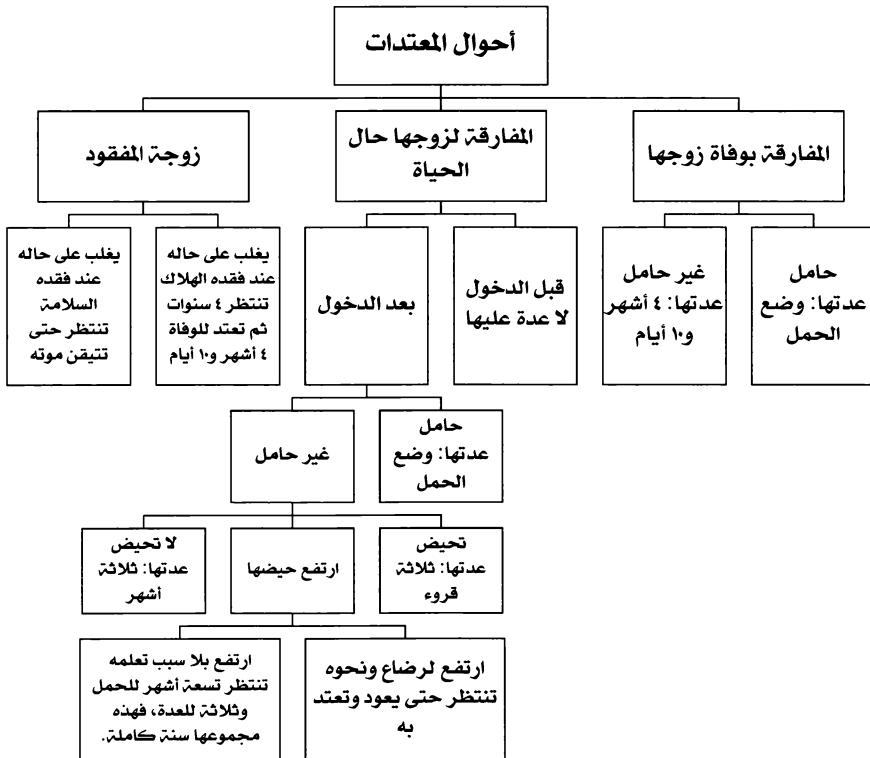 أحوال المعتدات
المفارقة بوفاة زوجها
المفارقة لزوجها حال
الحياة
زوجة المفقود
حامل
عدتها: وضع
الحمل
غير حامل
عدتها: ٤ أشهر
و١٠ أيام
قبل الدخول
لا عدة عليها
بعد الدخول
يغلب على حاله
عند فقده الهلاك
تنتظر ٤ سنوات
ثم تعتد للوفاة
٤ أشهر و١٠ أيام
يغلب على حاله
عند فقده
السلامة
تنتظر حتى
تتيقن موته
حامل
عدتها: وضع
الحمل
غير حامل
تحيض
عدتها: ثلاثة
قروء
ارتفع حيضها
لا تحيض
عدتها: ثلاثة
أشهر
ارتفع لرضاع ونحوه
تنتظر حتى يعود وتعتد
به
ارتفع بلا سبب تعلمه
تنتظر تسعة أشهر للحمل
وثلاثة للعدة، فهذه
مجموعها سنة كاملة.